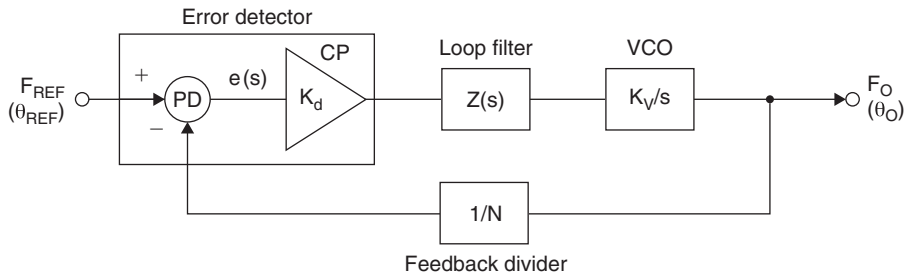 Error detector
CP
Loop filter
VCO
F_REF
(θ_REF)
+
PD
−
e(s)
K_d
Z(s)
K_V/s
F_O
(θ_O)
1/N
Feedback divider